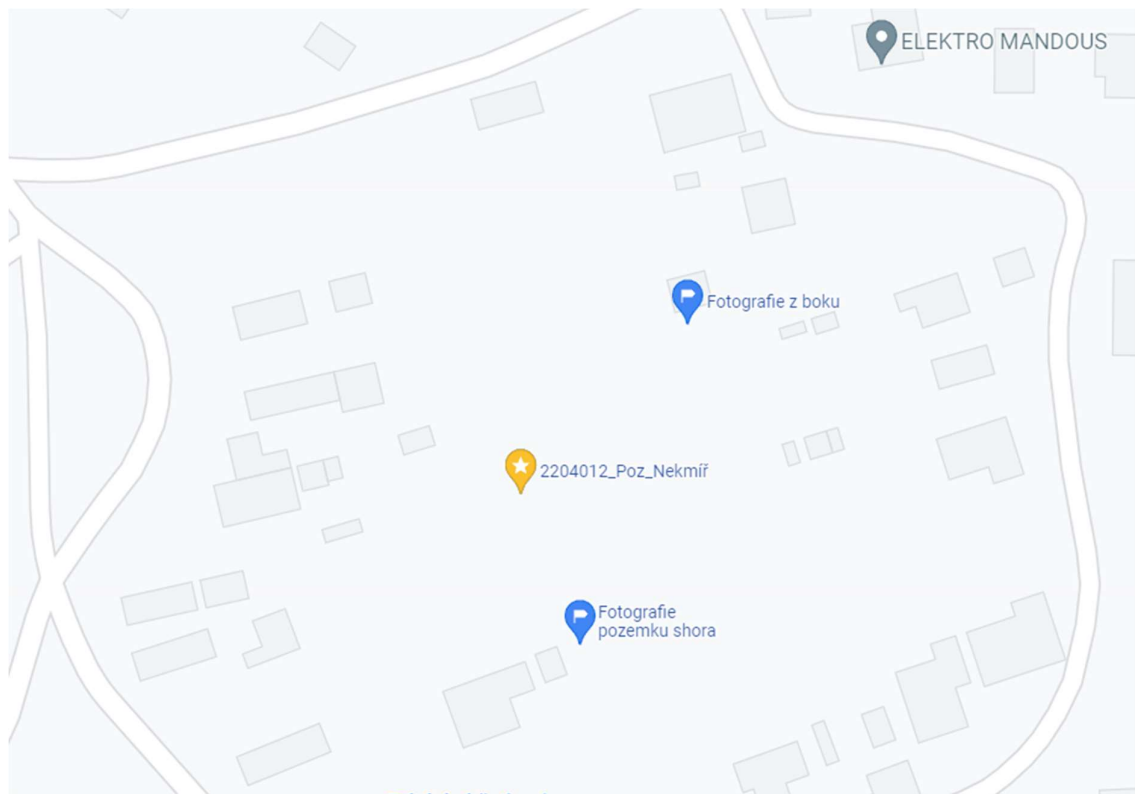 ELEKTRO MANDOUS
Fotografie z boku
2204012_Poz_Nekmíř
Fotografie
pozemku shora